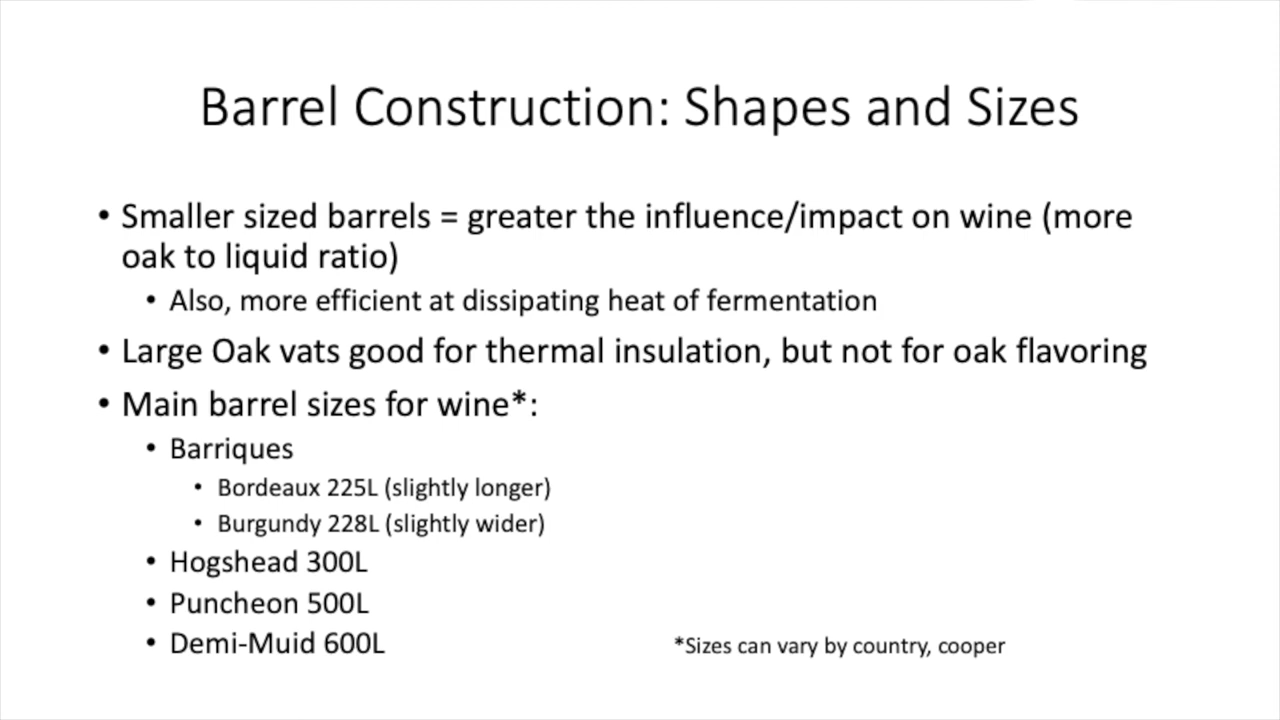 Barrel Construction: Shapes and Sizes
• Smaller sized barrels = greater the influence/impact on wine (more
oak to liquid ratio)
• Also, more efficient at dissipating heat of fermentation
• Large Oak vats good for thermal insulation, but not for oak flavoring
• Main barrel sizes for wine*:
• Barriques
• Bordeaux 225L (slightly longer)
• Burgundy 228L (slightly wider)
• Hogshead 300L
• Puncheon 500L
• Demi-Muid 600L
*Sizes can vary by country, cooper